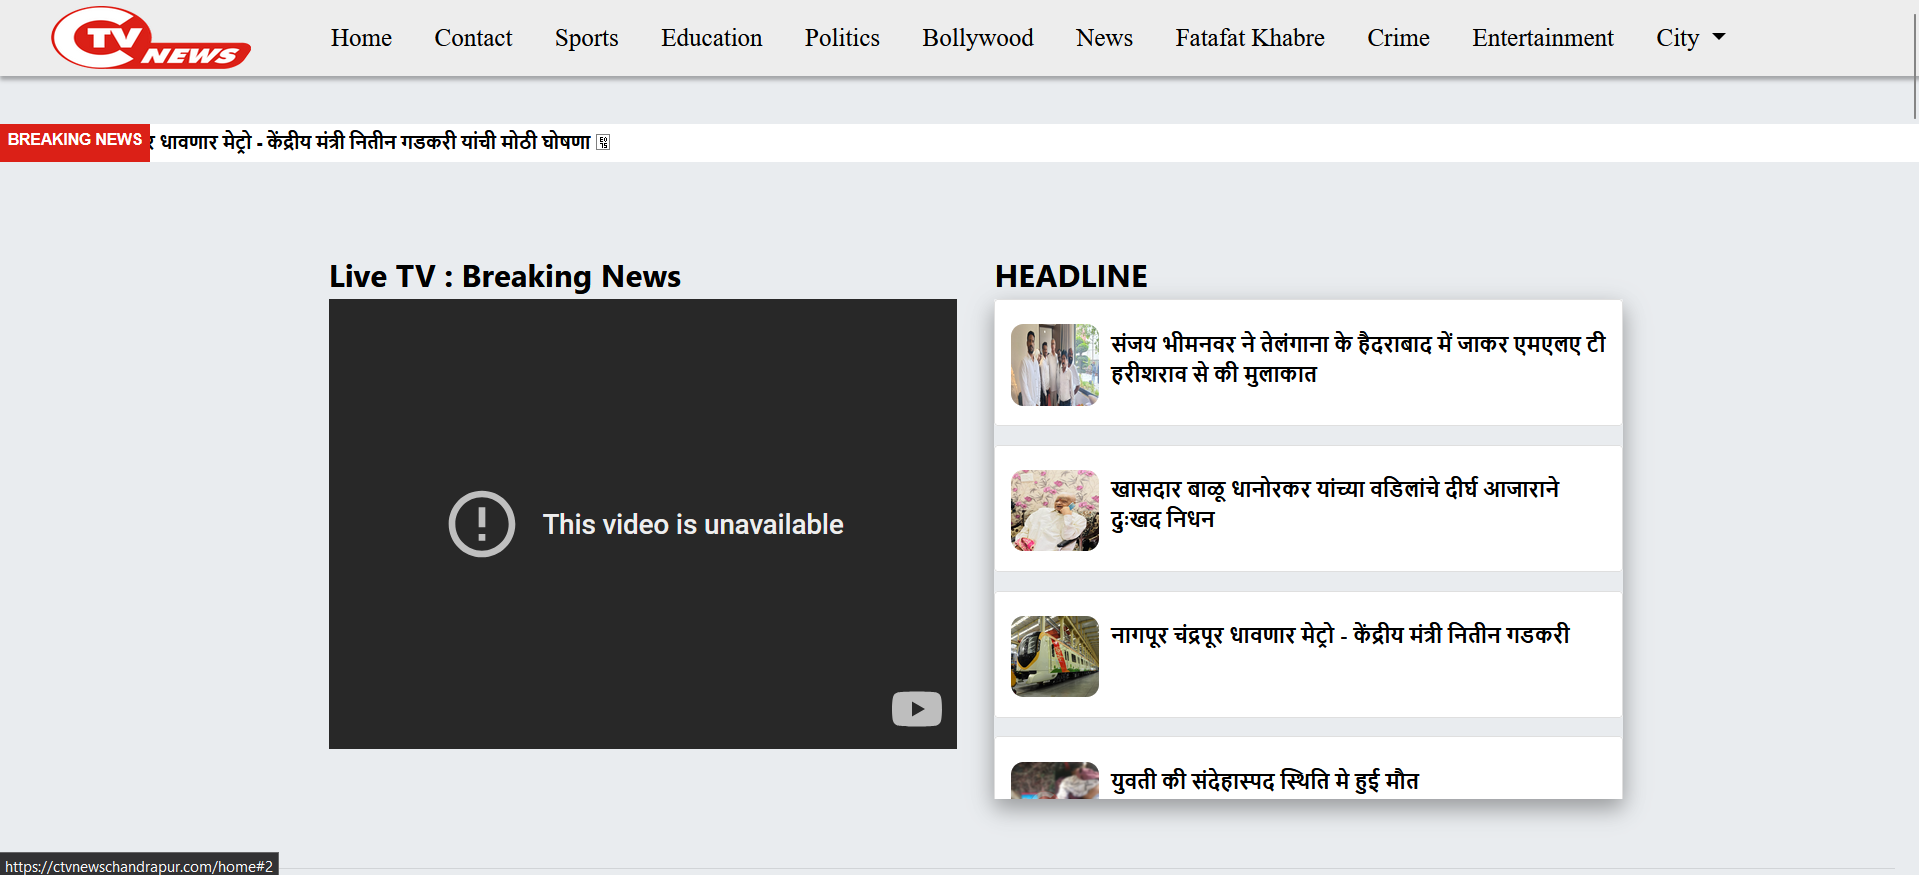 CTV NEWS
Home Contact Sports Education Politics Bollywood News Fatafat Khabre Crime Entertainment City
BREAKING NEWS
र धावणार मेट्रो - केंद्रीय मंत्री नितीन गडकरी यांची मोठी घोषणा
Live TV : Breaking News
This video is unavailable
HEADLINE
संजय भीमनवर ने तेलंगाना के हैदराबाद में जाकर एमएलए टी
हरीशराव से की मुलाकात
खासदार बाळू धानोरकर यांच्या वडिलांचे दीर्घ आजाराने
दुःखद निधन
नागपूर चंद्रपूर धावणार मेट्रो - केंद्रीय मंत्री नितीन गडकरी
युवती की संदेहास्पद स्थिति मे हुई मौत
https://ctvnewschandrapur.com/home#2